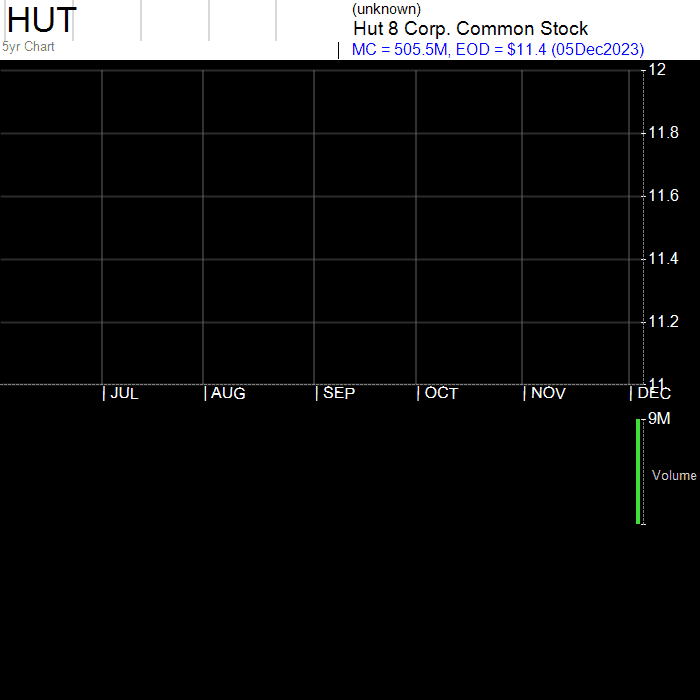 HUT
5yr Chart
(unknown)
Hut 8 Corp. Common Stock
| MC = 505.5M, EOD = $11.4 (05Dec2023)
12
11.8
11.6
11.4
11.2
11
| JUL | AUG | SEP | OCT | NOV | DEC
9M
Volume